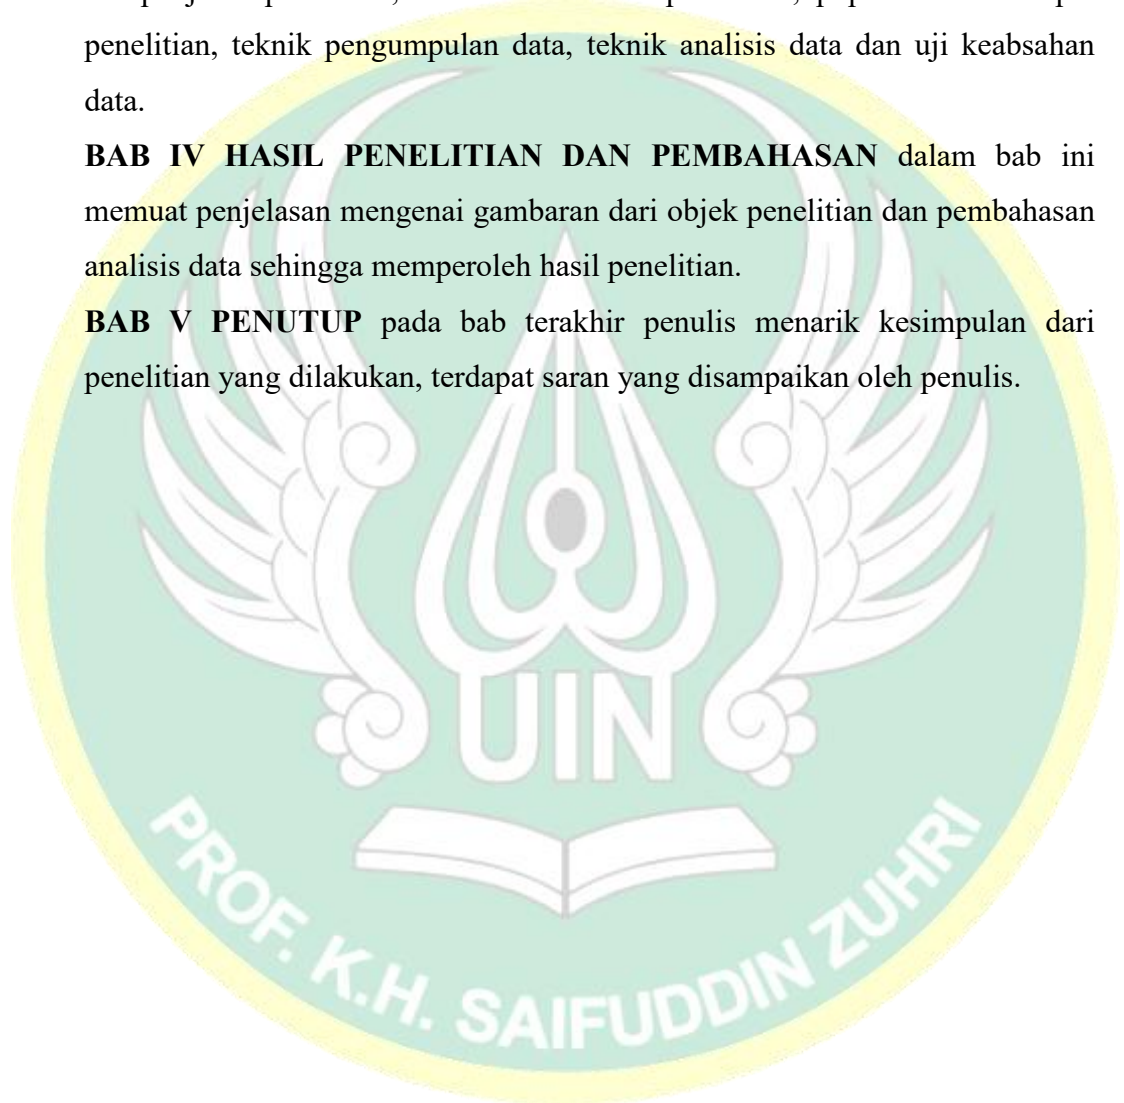 penelitian, teknik pengumpulan data, teknik analisis data dan uji keabsahan
data.
BAB IV HASIL PENELITIAN DAN PEMBAHASAN dalam bab ini
memuat penjelasan mengenai gambaran dari objek penelitian dan pembahasan
analisis data sehingga memperoleh hasil penelitian.
BAB V PENUTUP pada bab terakhir penulis menarik kesimpulan dari
penelitian yang dilakukan, terdapat saran yang disampaikan oleh penulis.
UIN
PROF. K.H. SAIFUDDIN ZUHRI